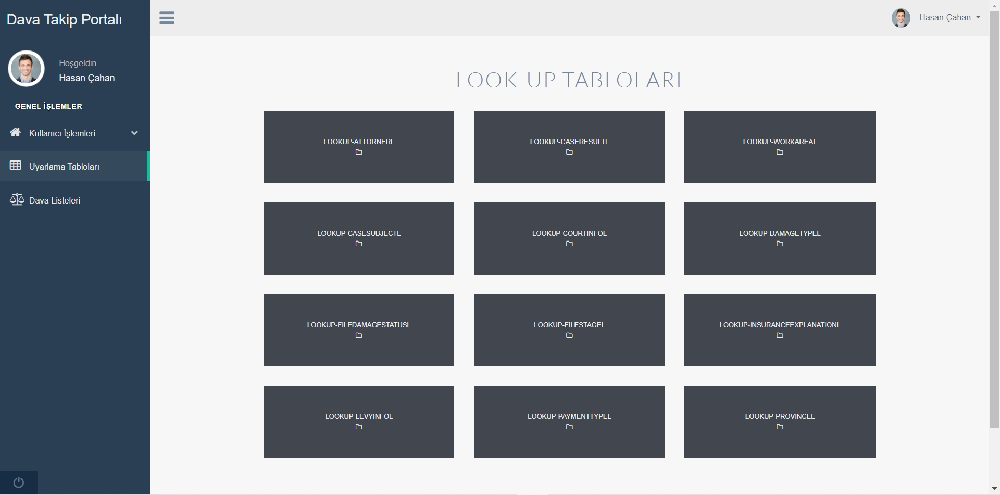 Dava Takip Portalı
Hasan Çahan
Hoşgeldin
Hasan Çahan
GENEL İŞLEMLER
Kullanıcı İşlemleri
Uyarlama Tabloları
Dava Listeleri
LOOK-UP TABLOLARI
LOOKUP-ATTORNERL
LOOKUP-CASERESULTL
LOOKUP-WORKAREAL
LOOKUP-CASESUBJECTL
LOOKUP-COURTINFOL
LOOKUP-DAMAGETYPEL
LOOKUP-FILEDAMAGESTATUSL
LOOKUP-FILESTAGEL
LOOKUP-INSURANCEEXPLANATIONL
LOOKUP-LEVYINFOL
LOOKUP-PAYMENTTYPEL
LOOKUP-PROVINCEL